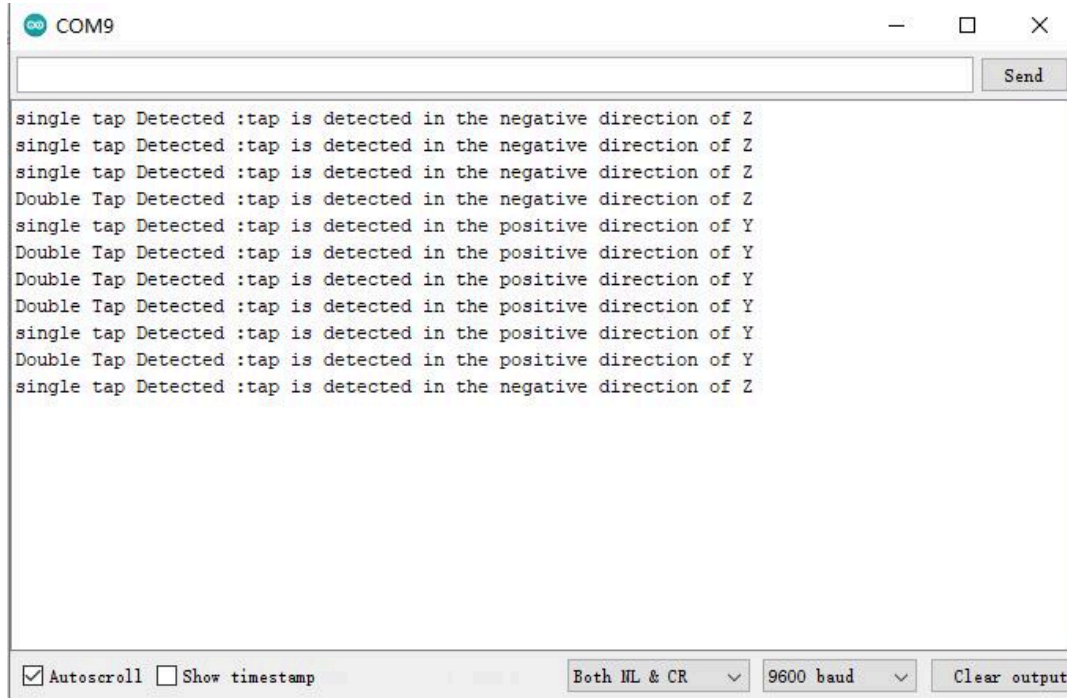 COM9
Send
single tap Detected :tap is detected in the negative direction of Z
single tap Detected :tap is detected in the negative direction of Z
single tap Detected :tap is detected in the negative direction of Z
Double Tap Detected :tap is detected in the negative direction of Z
single tap Detected :tap is detected in the positive direction of Y
Double Tap Detected :tap is detected in the positive direction of Y
Double Tap Detected :tap is detected in the positive direction of Y
Double Tap Detected :tap is detected in the positive direction of Y
single tap Detected :tap is detected in the positive direction of Y
Double Tap Detected :tap is detected in the positive direction of Y
single tap Detected :tap is detected in the negative direction of Z
Autoscroll Show timestamp Both NL & CR 9600 baud Clear output